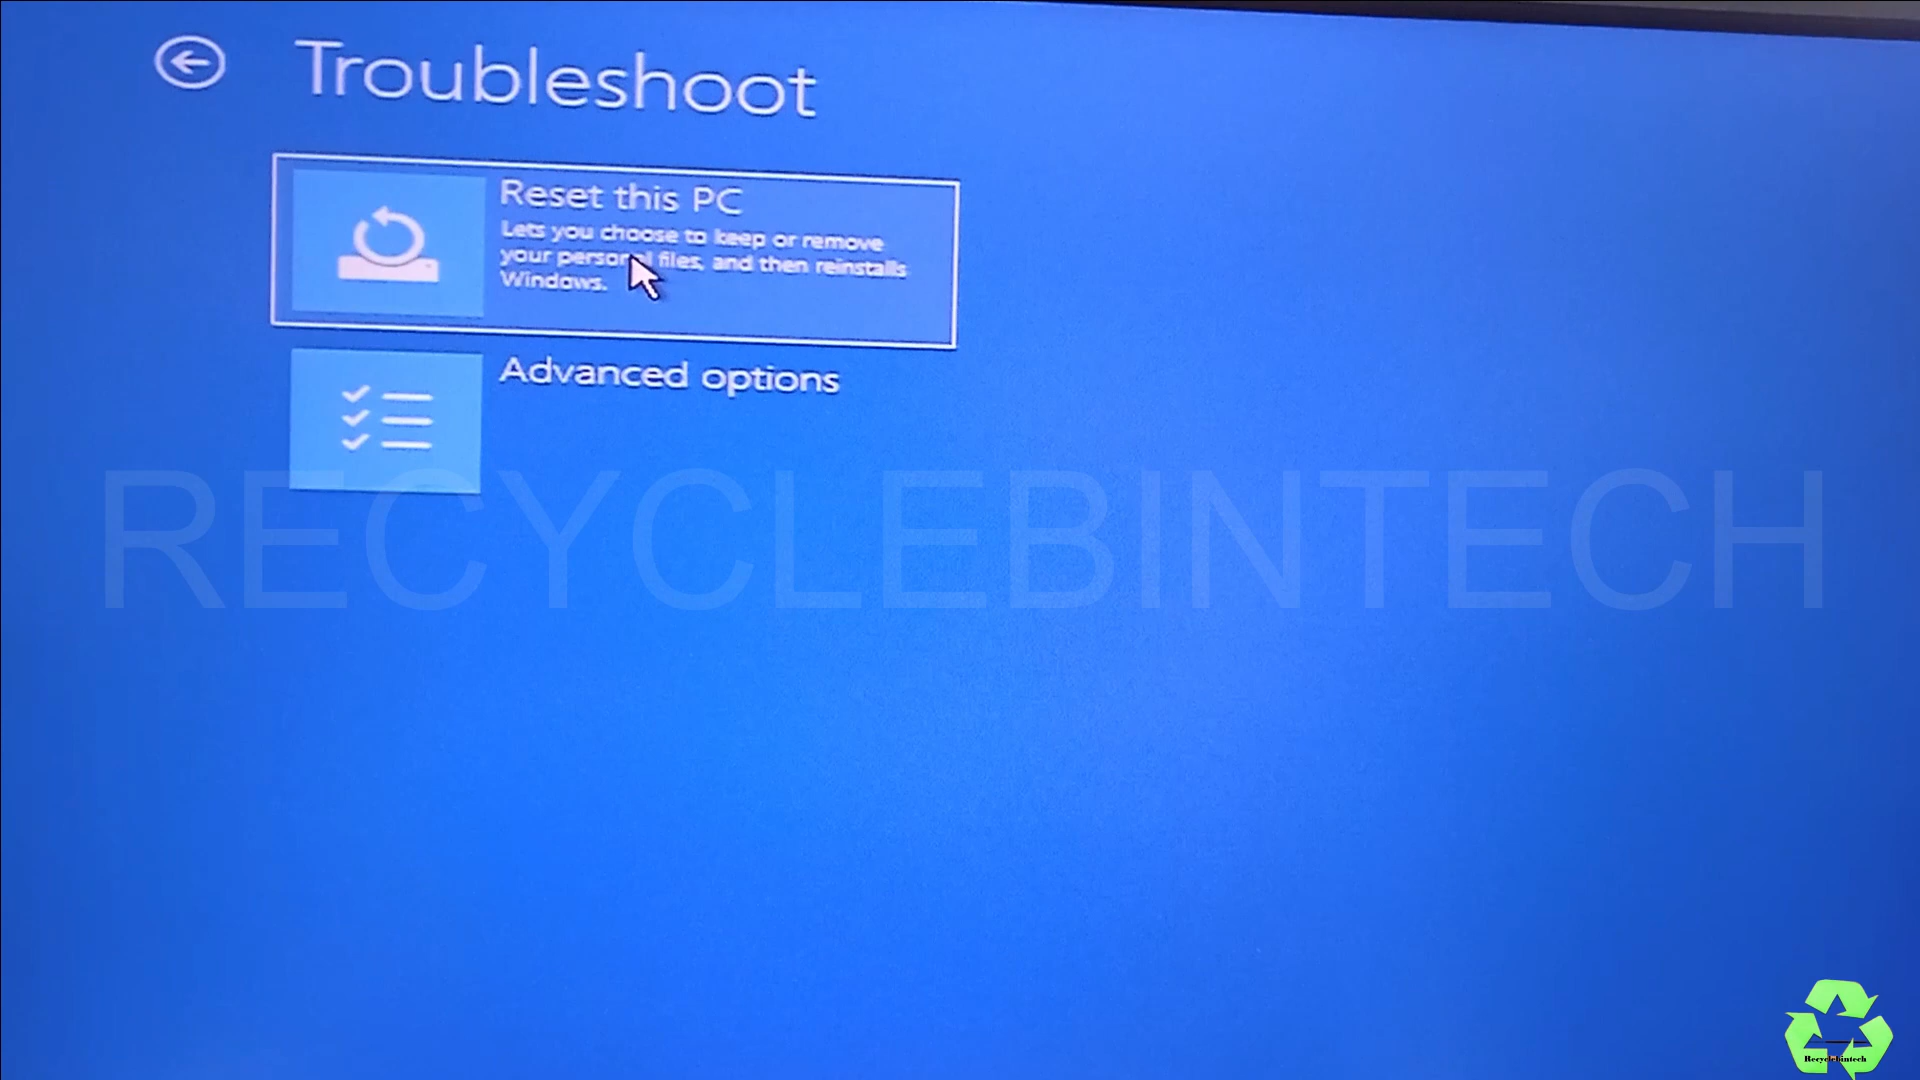 Troubleshoot
Reset this PC
Lets you choose to keep or remove
your personal files, and then reinstalls
Windows.
Advanced options
RECYCLEBINTECH
RecycleBintech